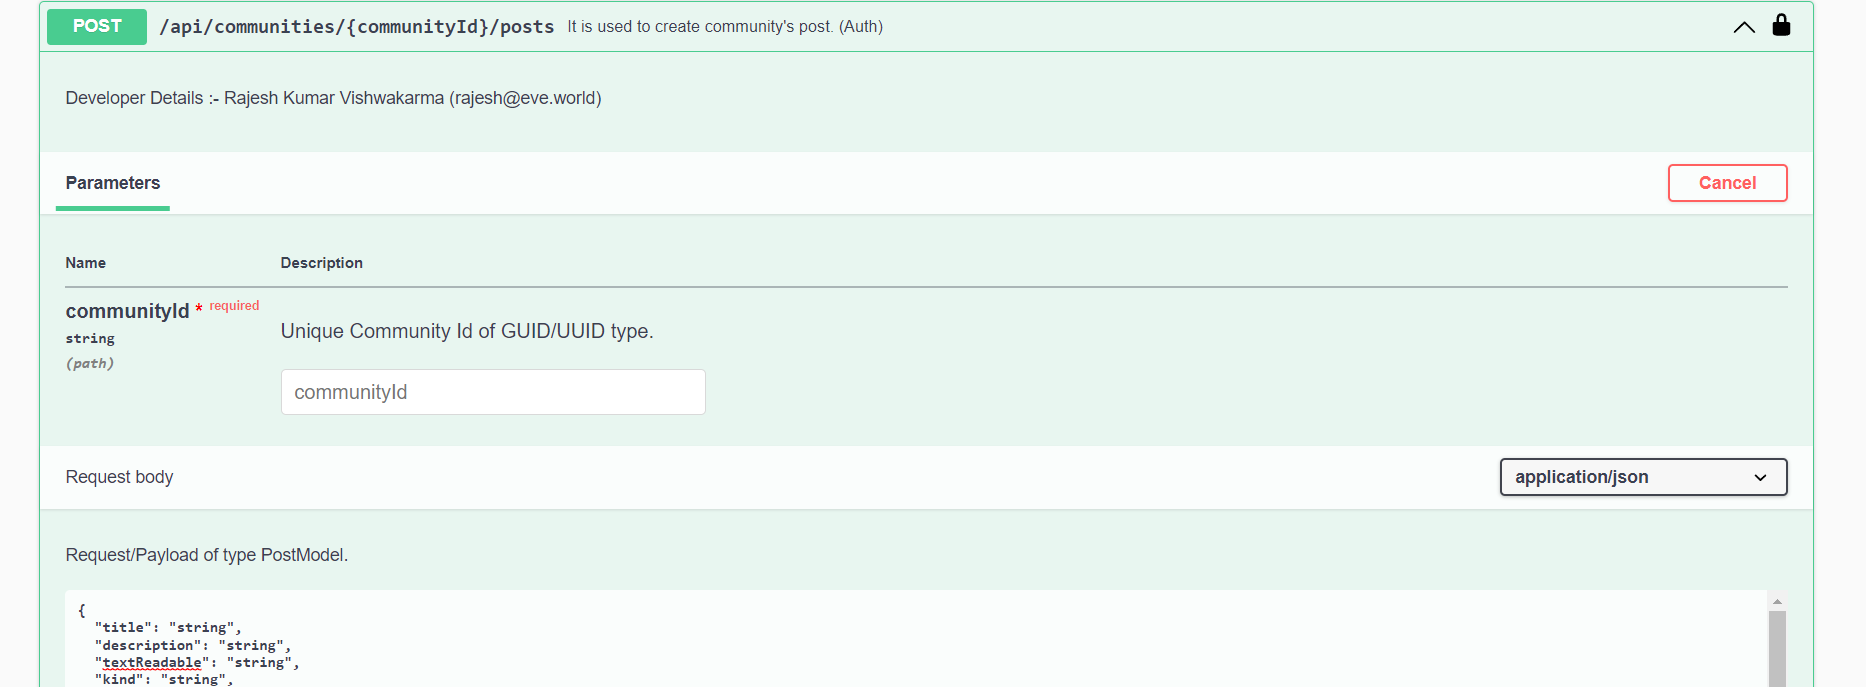 POST /api/communities/{communityId}/posts It is used to create community's post. (Auth)
Developer Details :- Rajesh Kumar Vishwakarma (rajesh@eve.world)
Parameters Cancel
Name Description
communityId * required
string
(path)
Unique Community Id of GUID/UUID type.
communityId
Request body application/json
Request/Payload of type PostModel.
{
"title": "string",
"description": "string",
"textReadable": "string",
"kind": "string",